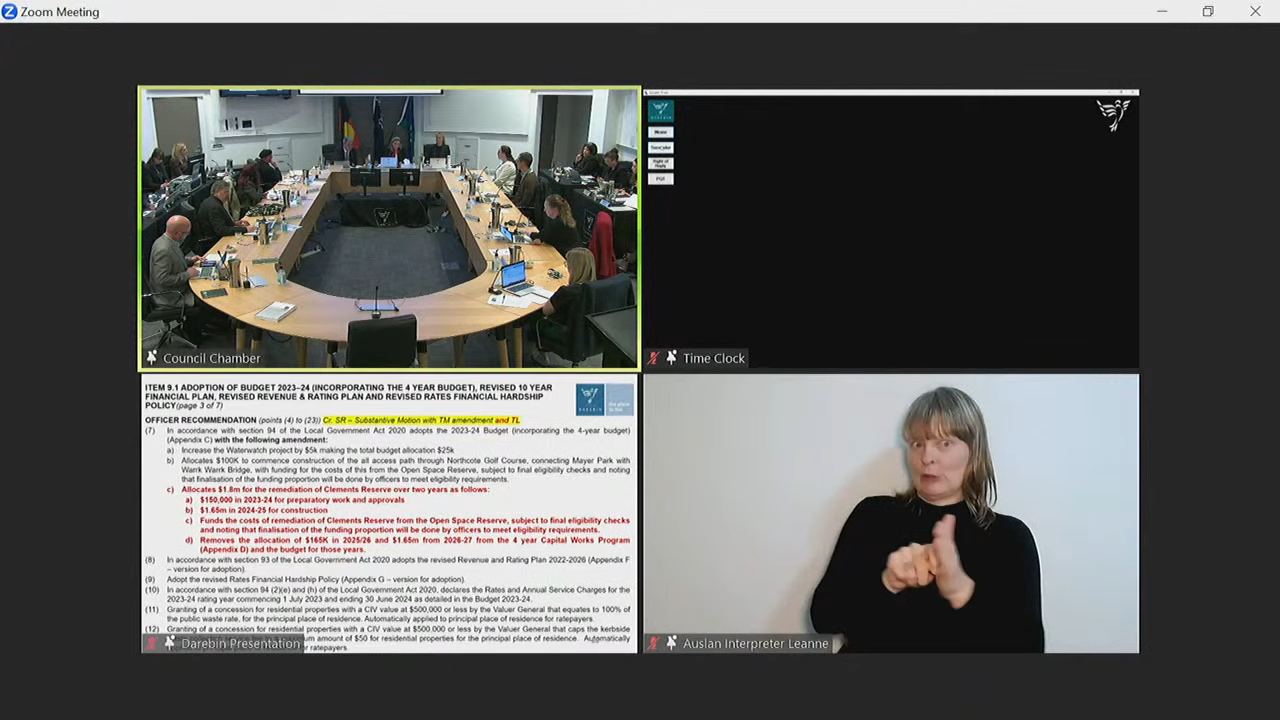 Zoom Meeting
Council Chamber
Time Clock
ITEM 9.1 ADOPTION OF BUDGET 2023–24 (INCORPORATING THE 4 YEAR BUDGET), REVISED 10 YEAR
FINANCIAL PLAN, REVISED REVENUE & RATING PLAN AND REVISED RATES FINANCIAL HARDSHIP
POLICY(page 3 of 7)
OFFICER RECOMMENDATION (points (4) to (23)) Cr. SR – Substantive Motion with TM amendment and TL
(7) In accordance with section 94 of the Local Government Act 2020 adopts the 2023-24 Budget (incorporating the 4-year budget)
(Appendix C) with the following amendment:
a) Increase the Waterwatch project by $5k making the total budget allocation $25k
b) Allocates $100K to commence construction of the all access path through Northcote Golf Course, connecting Mayer Park with
Warrk Warrk Bridge, with funding for the costs of this from the Open Space Reserve, subject to final eligibility checks and noting
that finalisation of the funding proportion will be done by officers to meet eligibility requirements.
c) Allocates $1.8m for the remediation of Clements Reserve over two years as follows:
a) $150,000 in 2023-24 for preparatory work and approvals
b) $1.65m in 2024-25 for construction
c) Funds the costs of remediation of Clements Reserve from the Open Space Reserve, subject to final eligibility checks
and noting that finalisation of the funding proportion will be done by officers to meet eligibility requirements.
d) Removes the allocation of $165K in 2025/26 and $1.65m from 2026-27 from the 4 year Capital Works Program
(Appendix D) and the budget for those years.
(8) In accordance with section 93 of the Local Government Act 2020 adopts the revised Revenue and Rating Plan 2022-2026 (Appendix F
– version for adoption).
(9) Adopt the revised Rates Financial Hardship Policy (Appendix G – version for adoption).
(10) In accordance with section 94 (2)(e) and (h) of the Local Government Act 2020, declares the Rates and Annual Service Charges for the
2023-24 rating year commencing 1 July 2023 and ending 30 June 2024 as detailed in the Budget 2023-24.
(11) Granting of a concession for residential properties with a CIV value at $500,000 or less by the Valuer General that equates to 100% of
the public waste rate, for the principal place of residence. Automatically applied to principal place of residence for ratepayers.
(12) Granting of a concession for residential properties with a CIV value at $500,000 or less by the Valuer General that caps the kerbside
amount of $50 for residential properties for the principal place of residence. Automatically
ratepayers.
Darebin Presentation
Auslan Interpreter Leanne